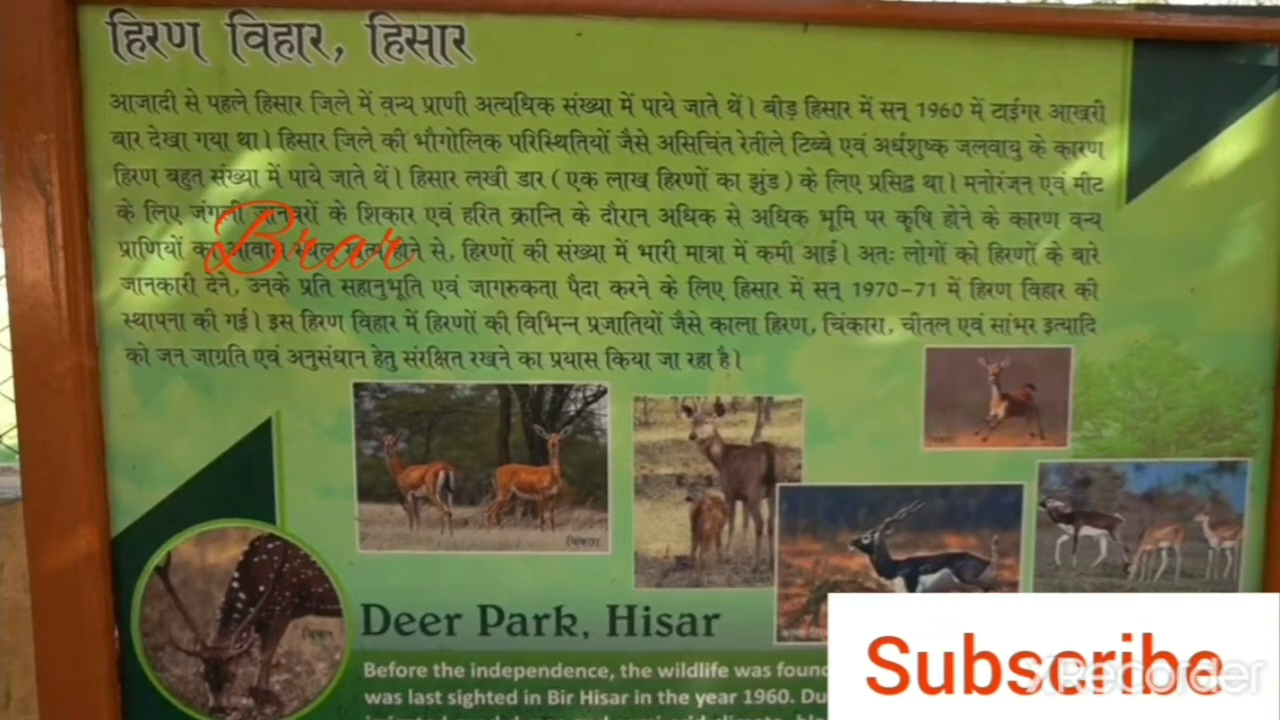 हिरण विहार, हिसार
आजादी से पहले हिसार जिले में वन्य प्राणी अत्यधिक संख्या में पाये जाते थें। बीड़ हिसार में सन् 1960 में टाईगर आखरी
बार देखा गया था। हिसार जिले की भौगोलिक परिस्थितियों जैसे असिचिंत रेतीले टिब्बे एवं अर्धशुष्क जलवायु के कारण
हिरण बहुत संख्या में पाये जाते थें। हिसार लखी डार (एक लाख हिरणों का झुंड) के लिए प्रसिद्व था। मनोरंजन एवं मीट
के लिए जंगली जानवरों के शिकार एवं हरित क्रान्ति के दौरान अधिक से अधिक भूमि पर कृषि होने के कारण वन्य
प्राणियों का आवास स्थल होने से, हिरणों की संख्या में भारी मात्रा में कमी आई। अतः लोगों को हिरणों के बारे
जानकारी देने, उनके प्रति सहानुभूति एवं जागरुकता पैदा करने के लिए हिसार में सन् 1970-71 में हिरण विहार की
स्थापना की गई। इस हिरण विहार में हिरणों की विभिन्न प्रजातियों जैसे काला हिरण, चिंकारा, चीतल एवं सांभर इत्यादि
को जन जाग्रति एवं अनुसंधान हेतु संरक्षित रखने का प्रयास किया जा रहा है।
Brar
चिंकारा
Deer Park, Hisar
Before the independence, the wildlife was found
was last sighted in Bir Hisar in the year 1960. Du
Subscribe
XRecorder